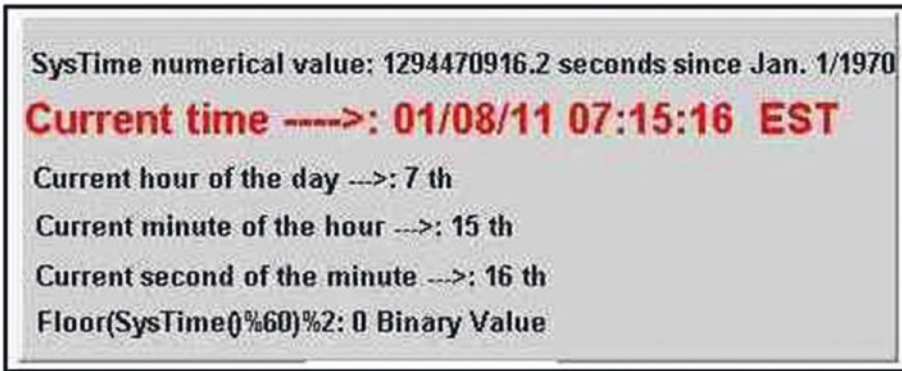 SysTime numerical value: 1294470916.2 seconds since Jan. 1/1970
Current time ---->: 01/08/11 07:15:16 EST
Current hour of the day --->: 7 th
Current minute of the hour --->: 15 th
Current second of the minute --->: 16 th
Floor(SysTime()%60)%2: 0 Binary Value